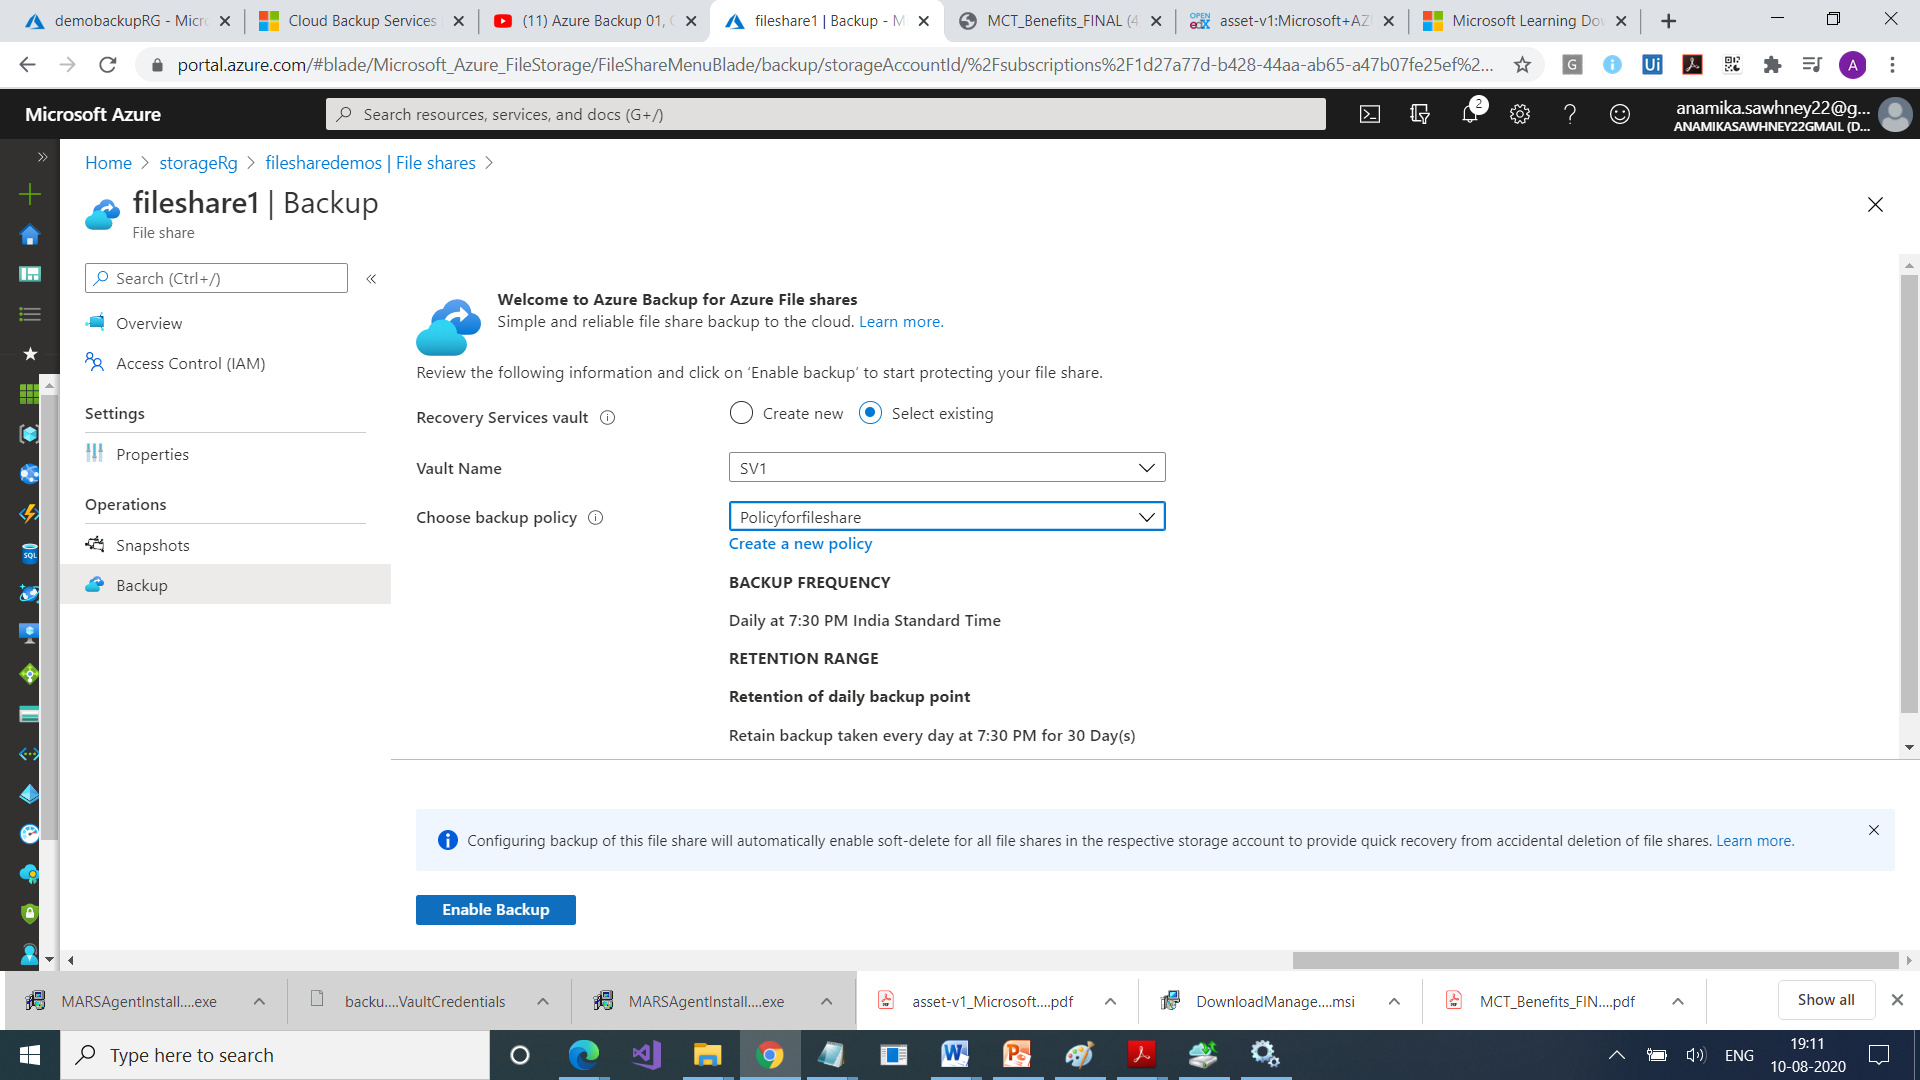 demobackupRG - Micr
Cloud Backup Services
(11) Azure Backup 01,
fileshare1 | Backup - M
MCT_Benefits_FINAL (4
asset-v1:Microsoft+AZ
Microsoft Learning Do
portal.azure.com/#blade/Microsoft_Azure_FileStorage/FileShareMenuBlade/backup/storageAccountId/%2Fsubscriptions%2F1d27a77d-b428-44aa-ab65-a47b07fe25ef%2...
Microsoft Azure
Search resources, services, and docs (G+/)
2
anamika.sawhney22@g...
ANAMIKASAWHNEY22GMAIL (D...
Home > storageRg > filesharedemos | File shares >
fileshare1 | Backup
File share
Search (Ctrl+/)
Overview
Access Control (IAM)
Settings
Properties
Operations
Snapshots
Backup
Welcome to Azure Backup for Azure File shares
Simple and reliable file share backup to the cloud. Learn more.
Review the following information and click on 'Enable backup' to start protecting your file share.
Recovery Services vault
Create new
Select existing
Vault Name
SV1
Choose backup policy
Policyforfileshare
Create a new policy
BACKUP FREQUENCY
Daily at 7:30 PM India Standard Time
RETENTION RANGE
Retention of daily backup point
Retain backup taken every day at 7:30 PM for 30 Day(s)
Configuring backup of this file share will automatically enable soft-delete for all file shares in the respective storage account to provide quick recovery from accidental deletion of file shares. Learn more.
Enable Backup
MARSAgentInstall....exe
backu....VaultCredentials
MARSAgentInstall....exe
asset-v1_Microsoft....pdf
DownloadManage....msi
MCT_Benefits_FIN....pdf
Show all
Type here to search
ENG
19:11
10-08-2020